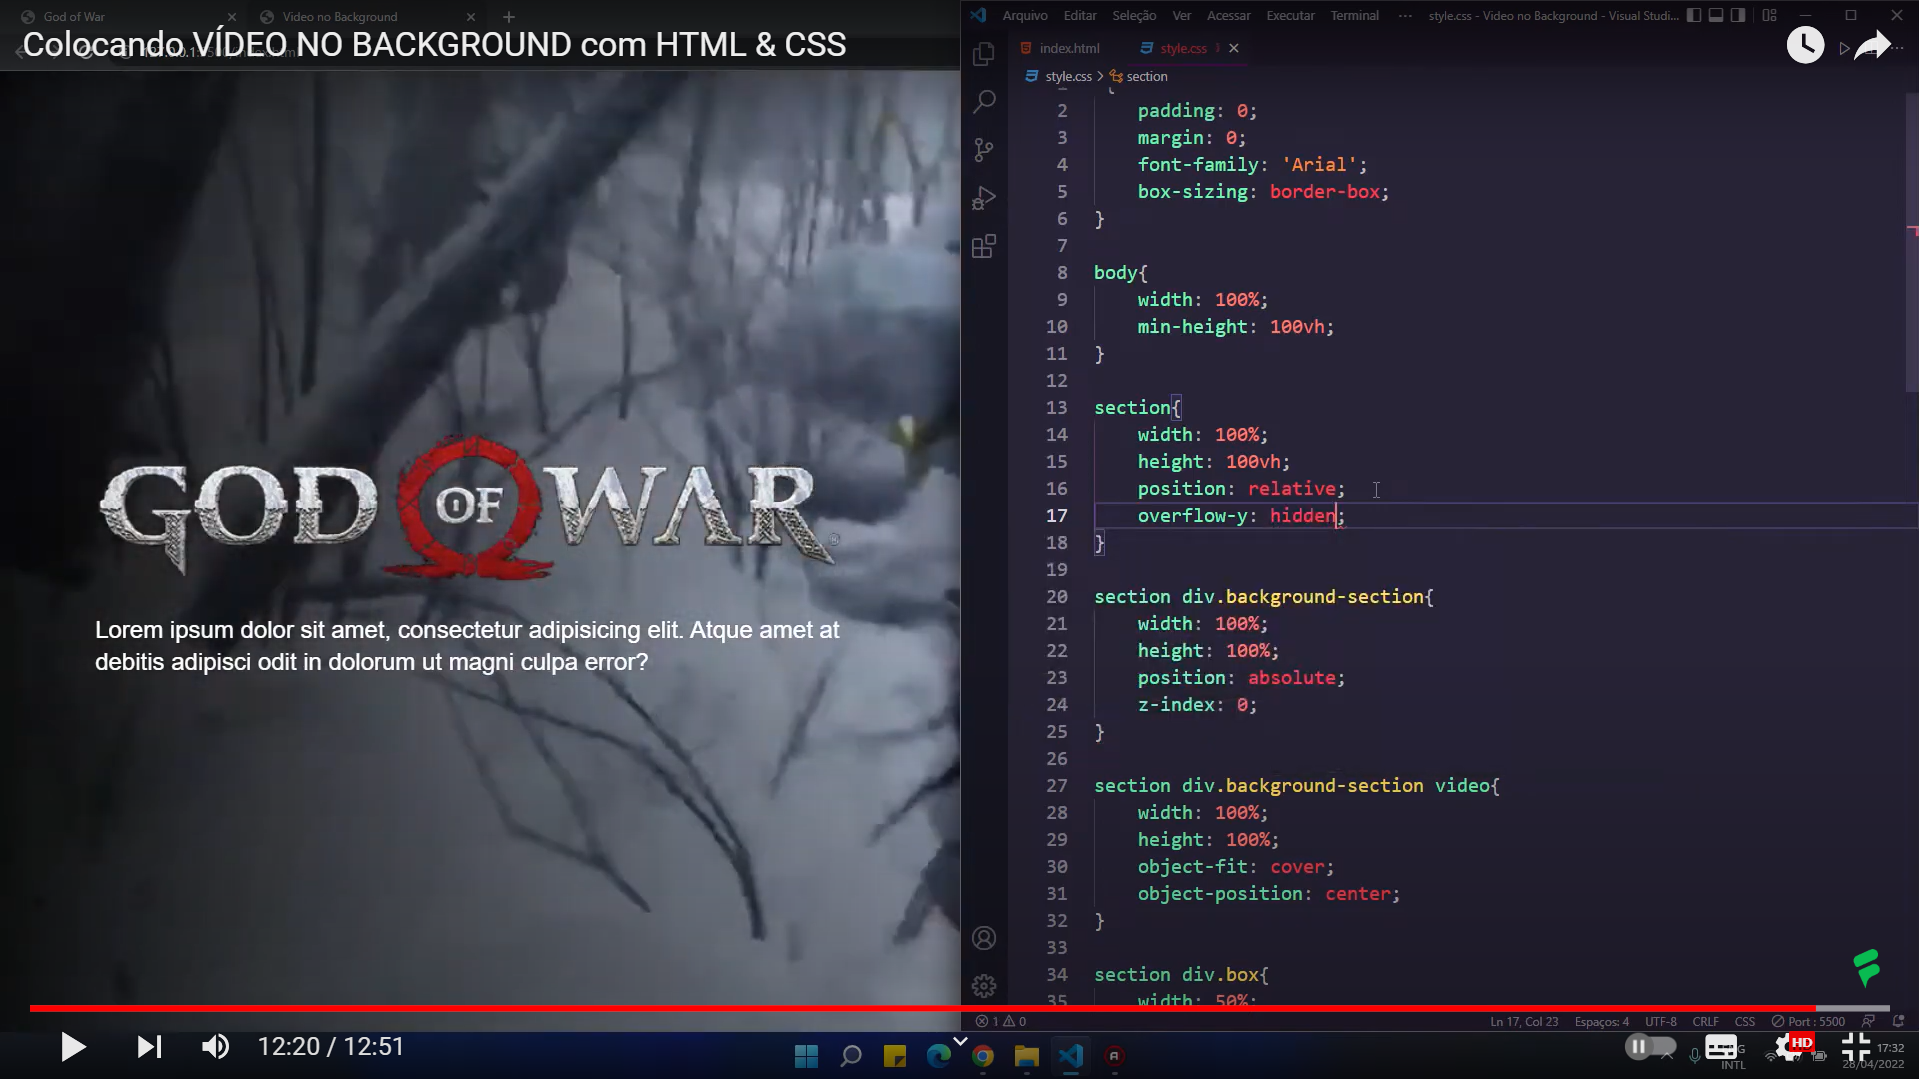 God of War
Video no Background
Colocando VÍDEO NO BACKGROUND com HTML & CSS
GOD OF WAR
Lorem ipsum dolor sit amet, consectetur adipisicing elit. Atque amet at
debitis adipisci odit in dolorum ut magni culpa error?
Arquivo Editar Seleção Ver Acessar Executar Terminal ··· style.css - Video no Background - Visual Studi...
index.html style.css 1
style.css > section
1 {
2 padding: 0;
3 margin: 0;
4 font-family: 'Arial';
5 box-sizing: border-box;
6 }
7
8 body{
9 width: 100%;
10 min-height: 100vh;
11 }
12
13 section{
14 width: 100%;
15 height: 100vh;
16 position: relative;
17 overflow-y: hidden;
18 }
19
20 section div.background-section{
21 width: 100%;
22 height: 100%;
23 position: absolute;
24 z-index: 0;
25 }
26
27 section div.background-section video{
28 width: 100%;
29 height: 100%;
30 object-fit: cover;
31 object-position: center;
32 }
33
34 section div.box{
35 width: 50%;
1 0 Ln 17, Col 23 Espaços: 4 UTF-8 CRLF CSS Port : 5500
12:20 / 12:51
HD
INTL
17:32
28/04/2022